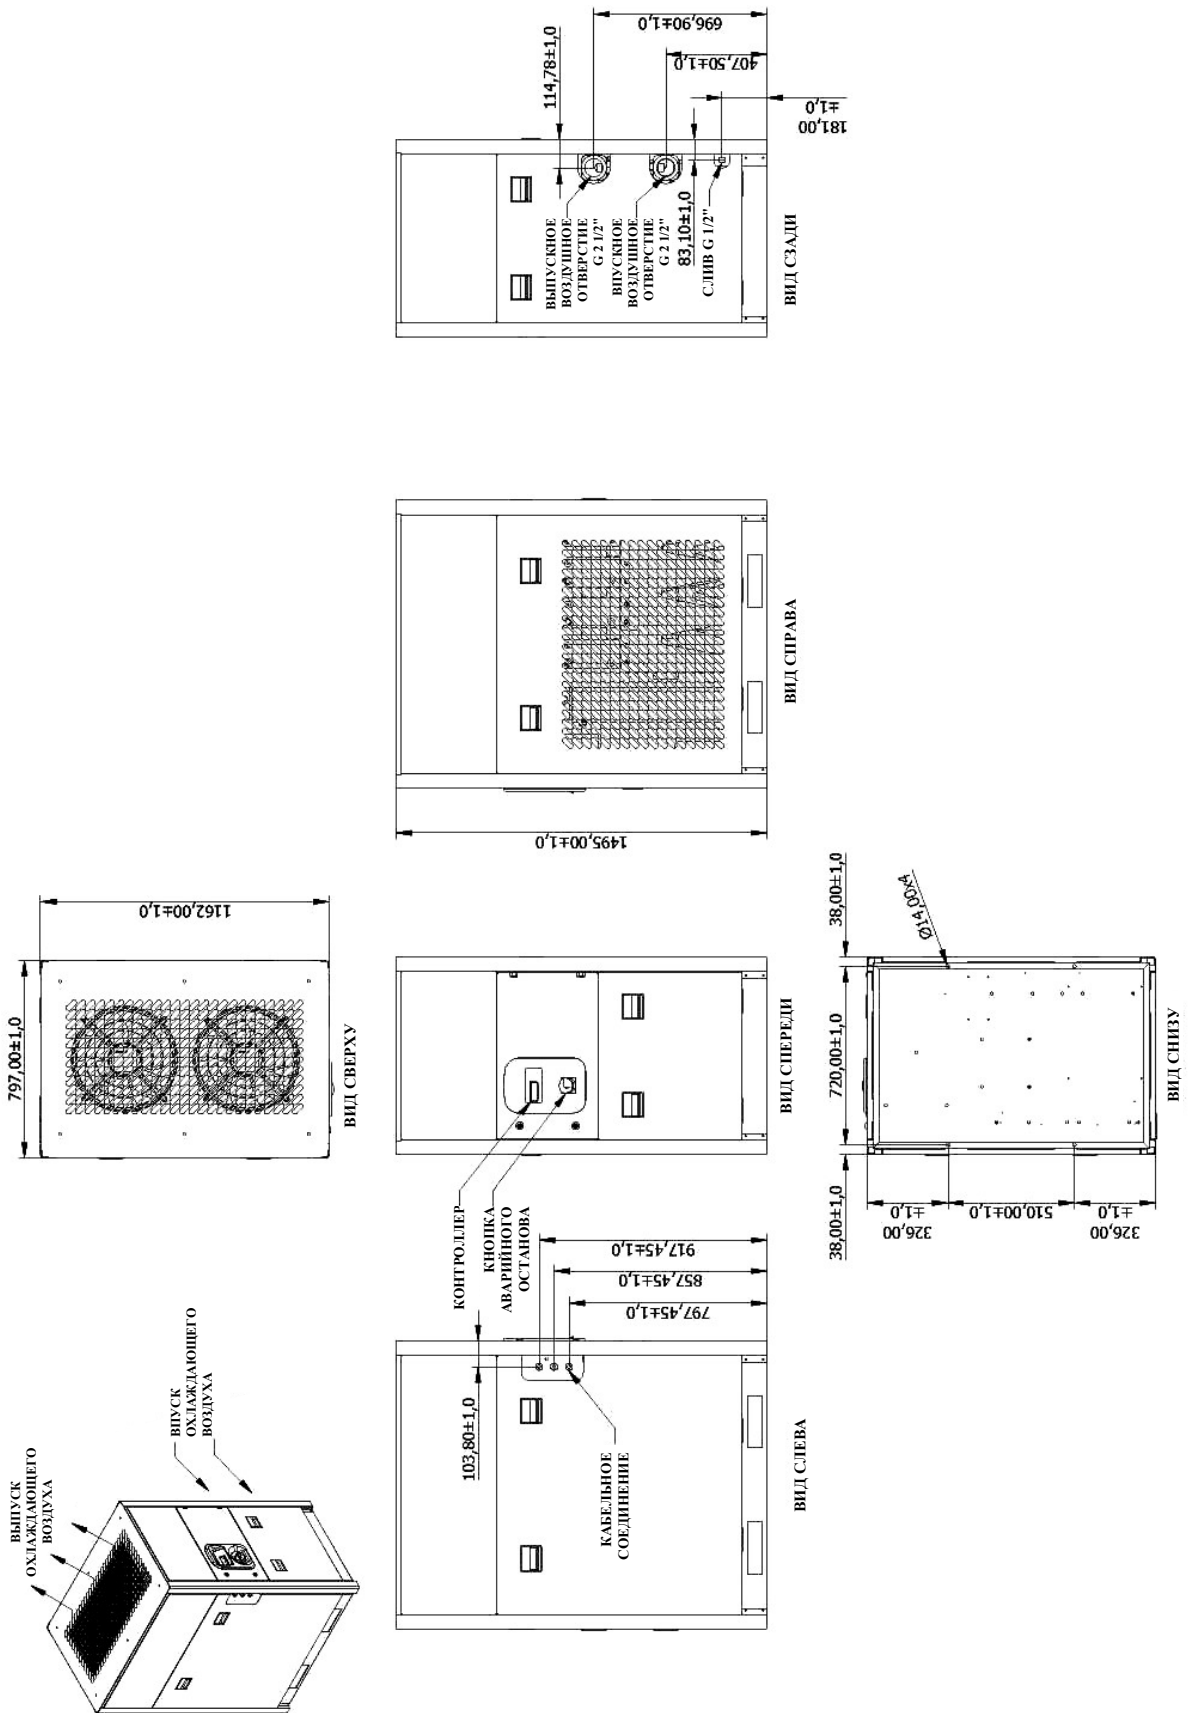 ВЫПУСК
ОХЛАЖДАЮЩЕГО
ВОЗДУХА
ВПУСК
ОХЛАЖДАЮЩЕГО
ВОЗДУХА
797,00±1,0
1162,00±1,0
ВИД СВЕРХУ
103,80±1,0
917,45±1,0
857,45±1,0
797,45±1,0
КАБЕЛЬНОЕ
СОЕДИНЕНИЕ
ВИД СЛЕВА
КОНТРОЛЛЕР
КНОПКА
АВАРИЙНОГО
ОСТАНОВА
ВИД СПЕРЕДИ
1495,00±1,0
ВИД СПРАВА
114,78±1,0
696,90±1,0
407,50±1,0
181,00
±1,0
83,10±1,0
ВЫПУСКНОЕ
ВОЗДУШНОЕ
ОТВЕРСТИЕ
G 2 1/2"
ВПУСКНОЕ
ВОЗДУШНОЕ
ОТВЕРСТИЕ
G 2 1/2"
СЛИВ G 1/2"
ВИД СЗАДИ
38,00±1,0
720,00±1,0
38,00±1,0
Ø14,00x4
326,00
±1,0
510,00±1,0
326,00
±1,0
ВИД СНИЗУ